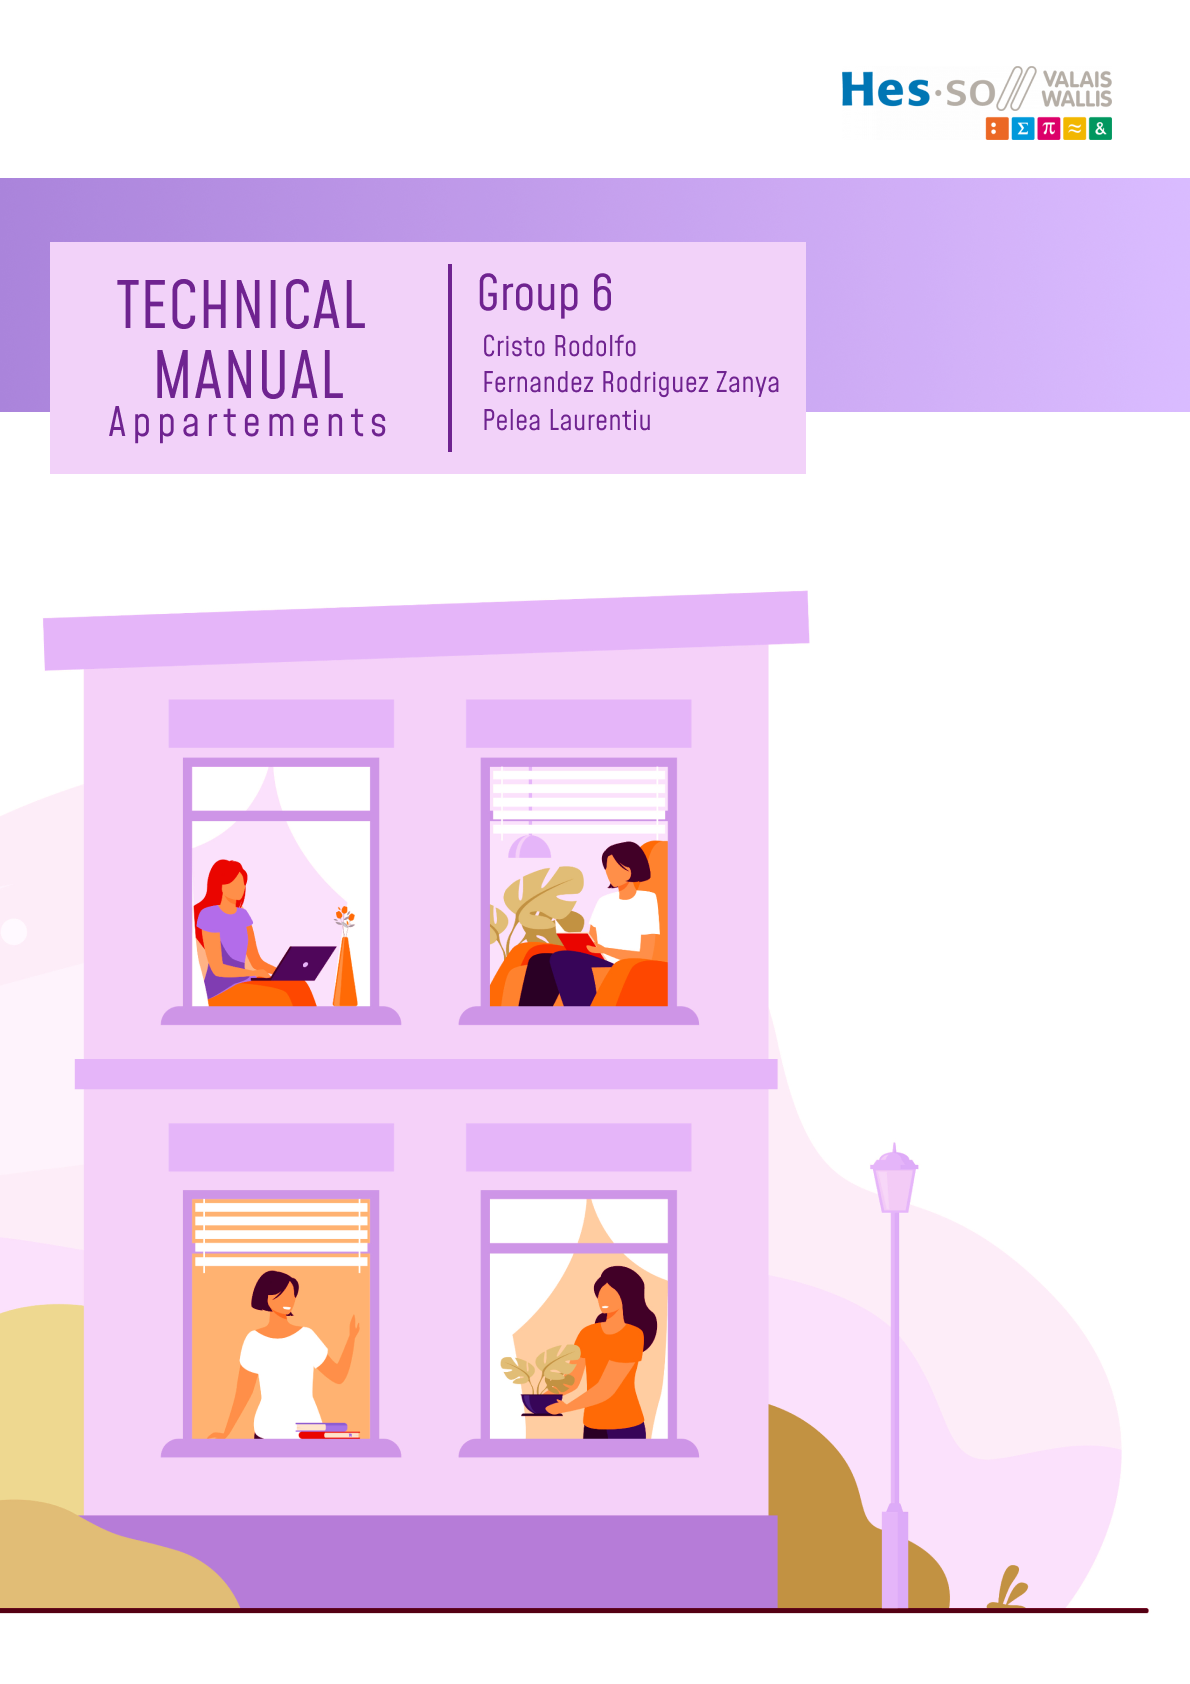 Hes·so VALAIS
WALLIS
: Σ π ≈ &
TECHNICAL
MANUAL
Appartements
Group 6
Cristo Rodolfo
Fernandez Rodriguez Zanya
Pelea Laurentiu